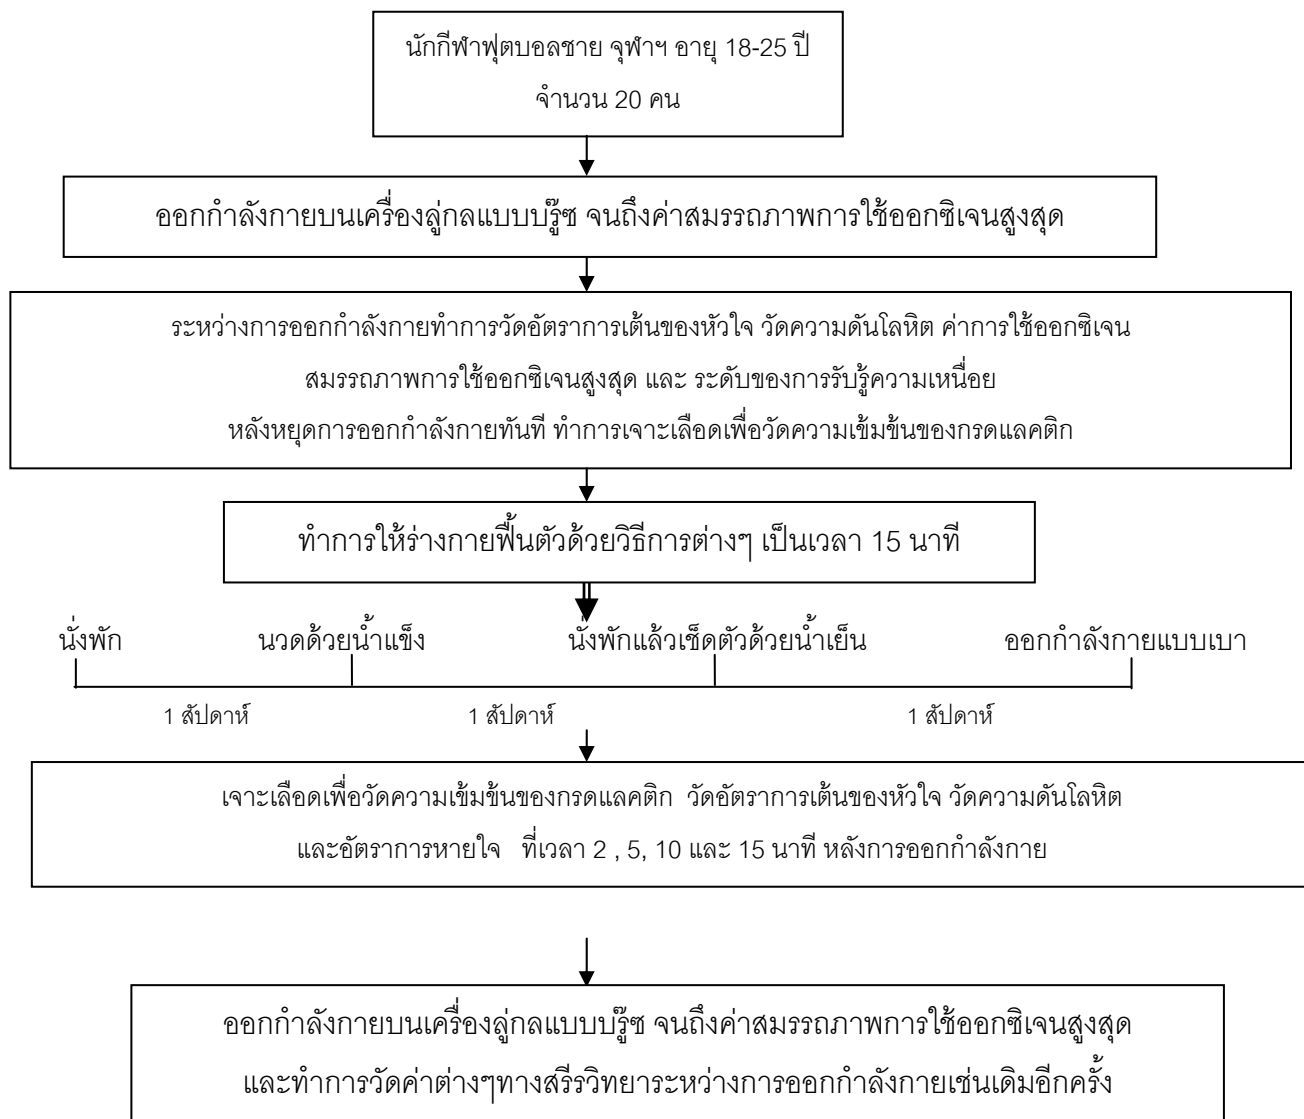 นักกีฬาฟุตบอลชาย จุฬาฯ อายุ 18-25 ปี
จำนวน 20 คน
ออกกำลังกายบนเครื่องลู่กลแบบบรู๊ซ จนถึงค่าสมรรถภาพการใช้ออกซิเจนสูงสุด
ระหว่างการออกกำลังกายทำการวัดอัตราการเต้นของหัวใจ วัดความดันโลหิต ค่าการใช้ออกซิเจน
สมรรถภาพการใช้ออกซิเจนสูงสุด และ ระดับของการรับรู้ความเหนื่อย
หลังหยุดการออกกำลังกายทันที ทำการเจาะเลือดเพื่อวัดความเข้มข้นของกรดแลคติก
ทำการให้ร่างกายฟื้นตัวด้วยวิธีการต่างๆ เป็นเวลา 15 นาที
นั่งพัก นวดด้วยน้ำแข็ง นั่งพักแล้วเช็ดตัวด้วยน้ำเย็น ออกกำลังกายแบบเบา
1 สัปดาห์ 1 สัปดาห์ 1 สัปดาห์
เจาะเลือดเพื่อวัดความเข้มข้นของกรดแลคติก วัดอัตราการเต้นของหัวใจ วัดความดันโลหิต
และอัตราการหายใจ ที่เวลา 2 , 5, 10 และ 15 นาที หลังการออกกำลังกาย
ออกกำลังกายบนเครื่องลู่กลแบบบรู๊ซ จนถึงค่าสมรรถภาพการใช้ออกซิเจนสูงสุด
และทำการวัดค่าต่างๆทางสรีรวิทยาระหว่างการออกกำลังกายเช่นเดิมอีกครั้ง